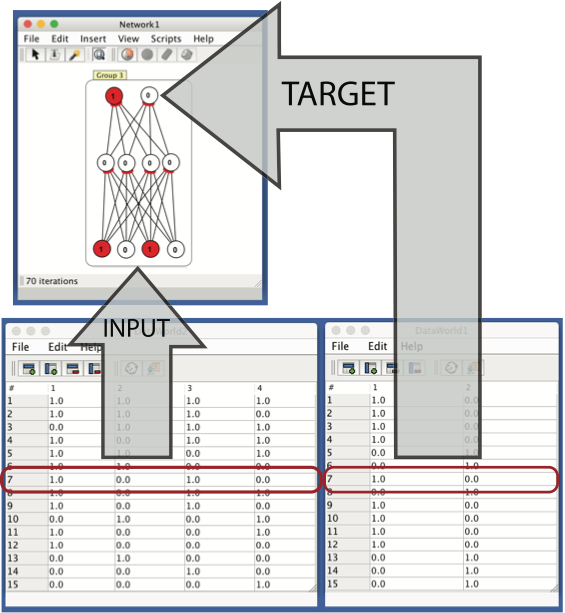 Network1
File Edit Insert View Scripts Help
Group 3
1 0
TARGET
0 0 0 0
1 0 1 0
70 iterations
INPUT
File Edit Help
# 1 2 3 4
1 1.0 1.0 1.0 1.0
2 1.0 1.0 1.0 0.0
3 0.0 1.0 1.0 1.0
4 1.0 1.0 1.0 1.0
5 1.0 1.0 0.0 1.0
6 0.0 1.0 0.0 0.0
7 1.0 0.0 1.0 0.0
8 0.0 0.0 1.0 1.0
9 1.0 0.0 1.0 0.0
10 0.0 1.0 0.0 1.0
11 1.0 1.0 0.0 1.0
12 1.0 0.0 0.0 0.0
13 0.0 1.0 0.0 0.0
14 0.0 0.0 1.0 0.0
15 0.0 0.0 0.0 1.0
DataWorld1
File Edit Help
# 1 2
1 1.0 0.0
2 1.0 0.0
3 1.0 0.0
4 1.0 0.0
5 1.0 0.0
6 0.0 1.0
7 1.0 0.0
8 0.0 1.0
9 1.0 0.0
10 1.0 0.0
11 1.0 0.0
12 1.0 0.0
13 0.0 0.0
14 0.0 0.0
15 0.0 0.0